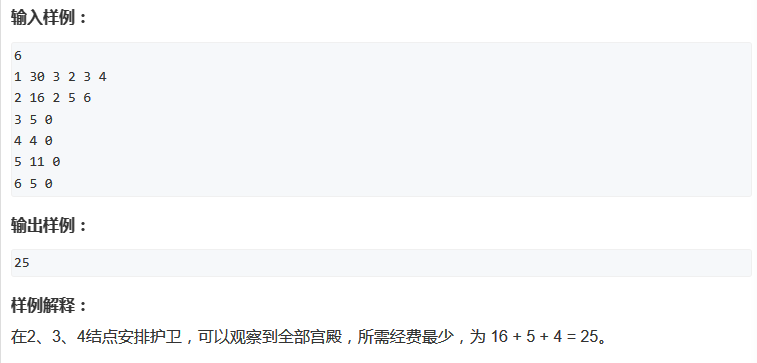 输入样例：
6
1 30 3 2 3 4
2 16 2 5 6
3 5 0
4 4 0
5 11 0
6 5 0
输出样例：
25
样例解释：
在2、3、4结点安排护卫，可以观察到全部宫殿，所需经费最少，为 16 + 5 + 4 = 25。